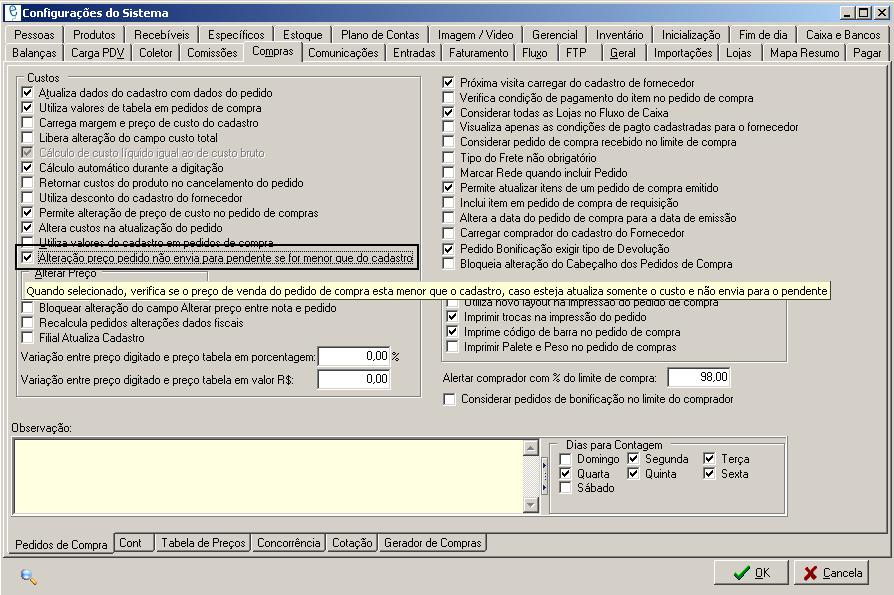 Configurações do Sistema
Pessoas Produtos Recebíveis Específicos Estoque Plano de Contas Imagem / Video Gerencial Inventário Inicialização Fim de dia Caixa e Bancos
Balanças Carga PDV Coletor Comissões Compras Comunicações Entradas Faturamento Fluxo FTP Geral Importações Lojas Mapa Resumo Pagar
Custos
Atualiza dados do cadastro com dados do pedido
Utiliza valores de tabela em pedidos de compra
Carrega margem e preço de custo do cadastro
Libera alteração do campo custo total
Cálculo de custo líquido igual ao de custo bruto
Cálculo automático durante a digitação
Retornar custos do produto no cancelamento do pedido
Utiliza desconto do cadastro do fornecedor
Permite alteração de preço de custo no pedido de compras
Altera custos na atualização do pedido
Utiliza valores do cadastro em pedidos de compra
Alteração preço pedido não envia para pendente se for menor que do cadastro
Alterar Preço
Quando selecionado, verifica se o preço de venda do pedido de compra esta menor que o cadastro, caso esteja atualiza somente o custo e não envia para o pendente
Bloquear alteração do campo Alterar preço entre nota e pedido
Recalcula pedidos alterações dados fiscais
Filial Atualiza Cadastro
Variação entre preço digitado e preço tabela em porcentagem: 0,00 %
Variação entre preço digitado e preço tabela em valor R$: 0,00
Próxima visita carregar do cadastro de fornecedor
Verifica condição de pagamento do item no pedido de compra
Considerar todas as Lojas no Fluxo de Caixa
Visualiza apenas as condições de pagto cadastradas para o fornecedor
Considerar pedido de compra recebido no limite de compra
Tipo do Frete não obrigatório
Marcar Rede quando incluir Pedido
Permite atualizar itens de um pedido de compra emitido
Inclui item em pedido de compra de requisição
Altera a data do pedido de compra para a data de emissão
Carregar comprador do cadastro do Fornecedor
Pedido Bonificação exigir tipo de Devolução
Bloqueia alteração do Cabeçalho dos Pedidos de Compra
Utiliza novo layout na impressão do pedido de compra
Imprimir trocas na impressão do pedido
Imprime código de barra no pedido de compra
Imprimir Palete e Peso no pedido de compras
Alertar comprador com % do limite de compra: 98,00
Considerar pedidos de bonificação no limite do comprador
Observação:
Dias para Contagem
Domingo Segunda Terça
Quarta Quinta Sexta
Sábado
Pedidos de Compra Cont Tabela de Preços Concorrência Cotação Gerador de Compras
OK Cancela